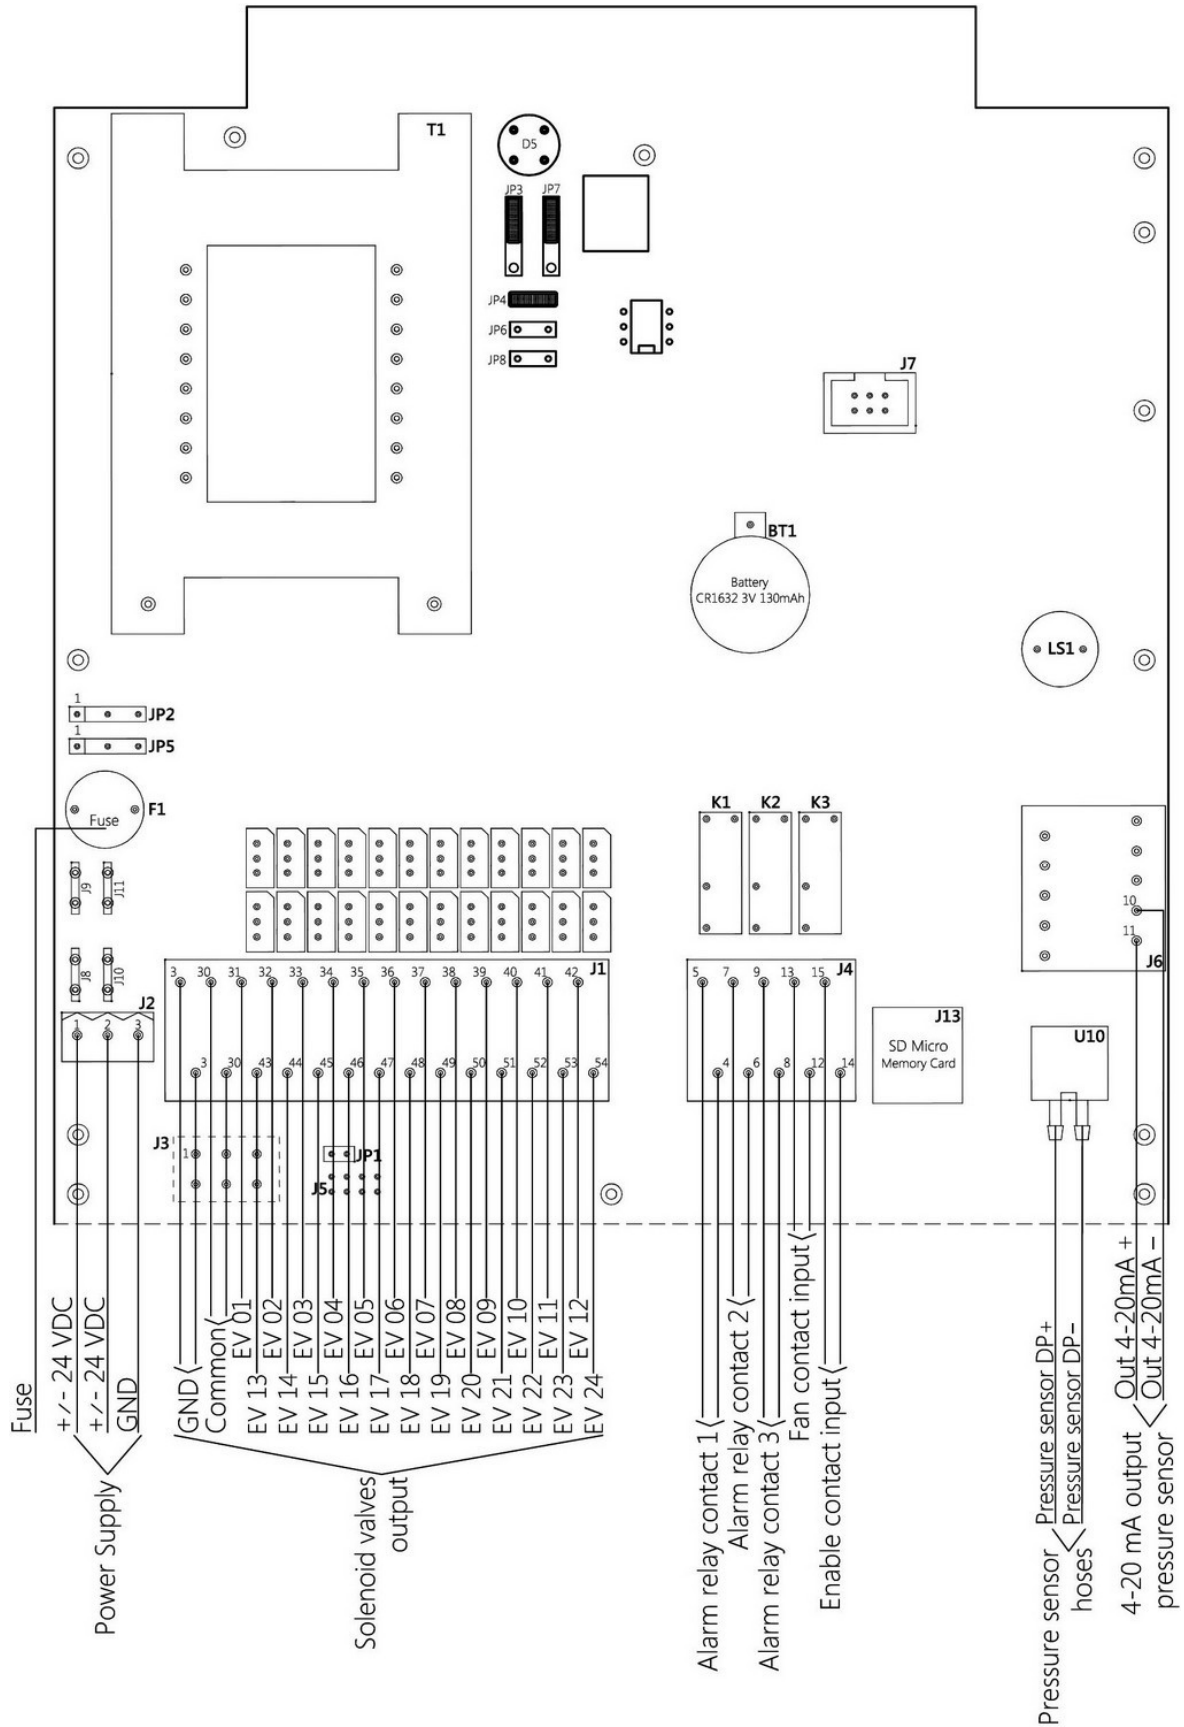 T1
D5
JP3 JP7
JP4
JP6
JP8
J7
BT1
Battery
CR1632 3V 130mAh
LS1
1
JP2
1
JP5
F1
Fuse
K1 K2 K3
J9 J11
J8 J10
10
11
J6
J2
1 2 3
3 30 31 32 33 34 35 36 37 38 39 40 41 42 J1
3 30 43 44 45 46 47 48 49 50 51 52 53 54
5 7 9 13 15 J4
4 6 8 12 14
J13
SD Micro
Memory Card
U10
J3
1
JP1
J5
Fuse
+/- 24 VDC
+/- 24 VDC
GND
Power Supply
GND
Common
EV 01
EV 02
EV 03
EV 04
EV 05
EV 06
EV 07
EV 08
EV 09
EV 10
EV 11
EV 12
EV 13
EV 14
EV 15
EV 16
EV 17
EV 18
EV 19
EV 20
EV 21
EV 22
EV 23
EV 24
Solenoid valves
output
Alarm relay contact 1
Alarm relay contact 2
Alarm relay contact 3
Fan contact input
Enable contact input
Pressure sensor DP+
Pressure sensor DP−
Pressure sensor
hoses
Out 4-20mA +
Out 4-20mA −
4-20 mA output
pressure sensor